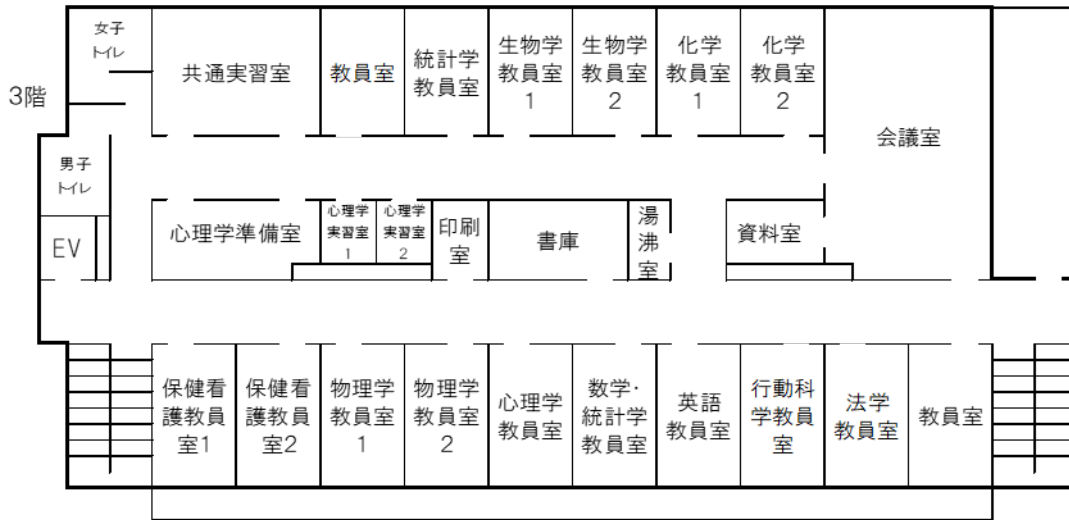 3階
女子
トイレ
共通実習室
教員室
統計学
教員室
生物学
教員室
1
生物学
教員室
2
化学
教員室
1
化学
教員室
2
会議室
男子
トイレ
EV
心理学準備室
心理学
実習室
1
心理学
実習室
2
印刷
室
書庫
湯
沸
室
資料室
保健看
護教員
室1
保健看
護教員
室2
物理学
教員室
1
物理学
教員室
2
心理学
教員室
数学・
統計学
教員室
英語
教員室
行動科
学教員
室
法学
教員室
教員室